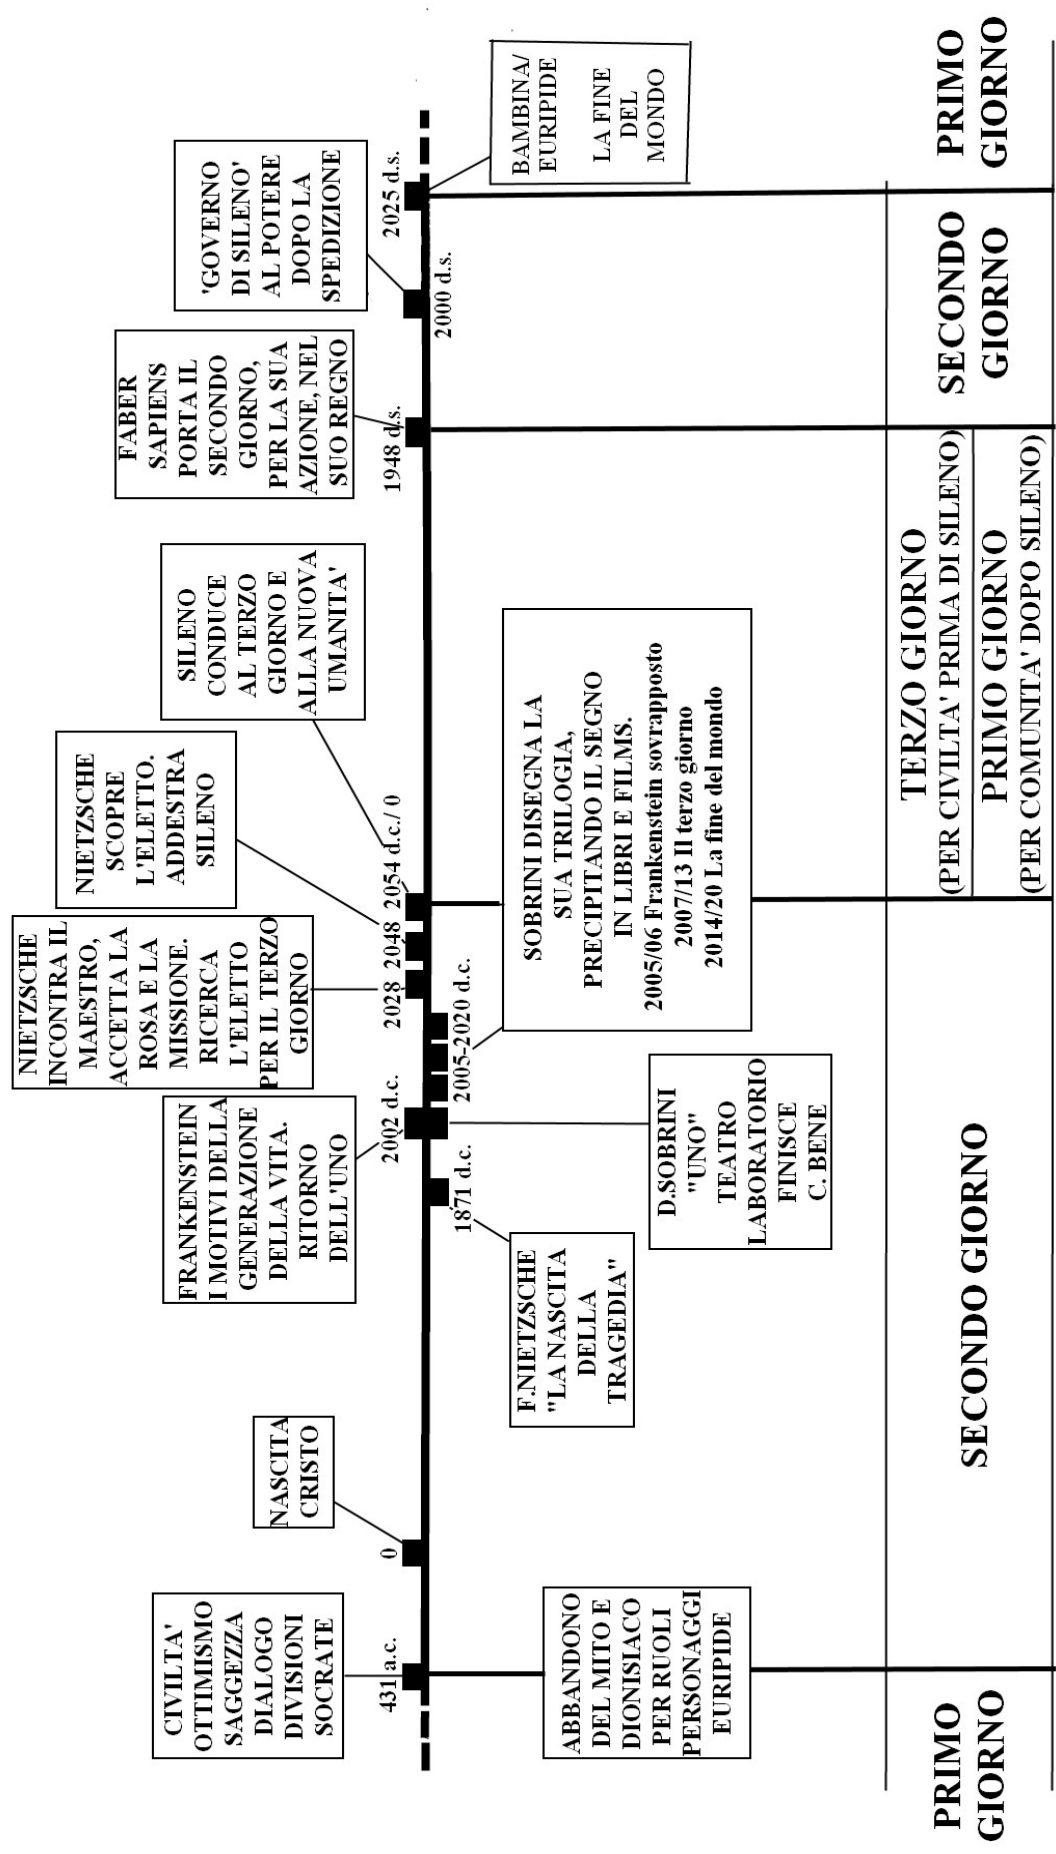 CIVILTA'
OTTIMISMO
SAGGEZZA
DIALOGO
DIVISIONI
SOCRATE
431 a.c.
ABBANDONO
DEL MITO E
DIONISIACO
PER RUOLI
PERSONAGGI
EURIPIDE
NASCITA
CRISTO
0
F.NIETZSCHE
"LA NASCITA
DELLA
TRAGEDIA"
1871 d.c.
FRANKENSTEIN
I MOTIVI DELLA
GENERAZIONE
DELLA VITA.
RITORNO
DELL'UNO
2002 d.c.
D.SOBRINI
"UNO"
TEATRO
LABORATORIO
FINISCE
C. BENE
2005-2020 d.c.
SOBRINI DISEGNA LA
SUA TRILOGIA,
PRECIPITANDO IL SEGNO
IN LIBRI E FILMS.
2005/06 Frankenstein sovrapposto
2007/13 Il terzo giorno
2014/20 La fine del mondo
NIETZSCHE
INCONTRA IL
MAESTRO,
ACCETTA LA
ROSA E LA
MISSIONE.
RICERCA
L'ELETTO
PER IL TERZO
GIORNO
2028
NIETZSCHE
SCOPRE
L'ELETTO.
ADDESTRA
SILENO
2048
SILENO
CONDUCE
AL TERZO
GIORNO E
ALLA NUOVA
UMANITA'
2054 d.c./ 0
FABER
SAPIENS
PORTA IL
SECONDO
GIORNO,
PER LA SUA
AZIONE, NEL
SUO REGNO
1948 d.s.
'GOVERNO
DI SILENO'
AL POTERE
DOPO LA
SPEDIZIONE
2000 d.s.
2025 d.s.
BAMBINA/
EURIPIDE
LA FINE
DEL
MONDO
PRIMO
GIORNO
SECONDO GIORNO
TERZO GIORNO
(PER CIVILTA' PRIMA DI SILENO)
PRIMO GIORNO
(PER COMUNITA' DOPO SILENO)
SECONDO
GIORNO
PRIMO
GIORNO